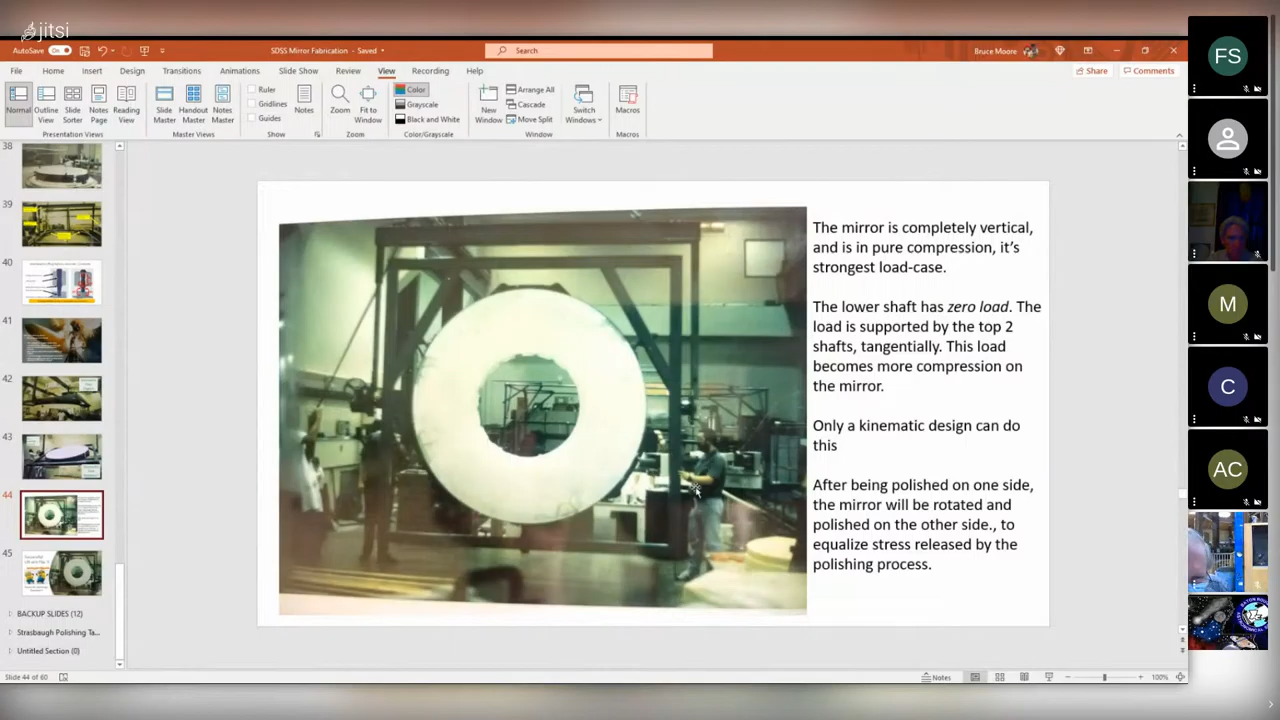 jitsi
AutoSave On
SDSS Mirror Fabrication - Saved
Search
Bruce Moore
File Home Insert Design Transitions Animations Slide Show Review View Recording Help
Share Comments
Normal
Outline View
Slide Sorter
Notes Page
Reading View
Presentation Views
Slide Master
Handout Master
Notes Master
Master Views
Ruler
Gridlines
Guides
Show
Notes
Zoom
Fit to Window
Zoom
Color
Grayscale
Black and White
Color/Grayscale
New Window
Arrange All
Cascade
Move Split
Switch Windows
Window
Macros
Macros
38
39
40
41
42
43
44
45
BACKUP SLIDES (12)
Strasbaugh Polishing Ta...
Untitled Section (0)
The mirror is completely vertical,
and is in pure compression, it's
strongest load-case.
The lower shaft has zero load. The
load is supported by the top 2
shafts, tangentially. This load
becomes more compression on
the mirror.
Only a kinematic design can do
this
After being polished on one side,
the mirror will be rotated and
polished on the other side., to
equalize stress released by the
polishing process.
FS
M
C
AC
Slide 44 of 60
Notes
100%